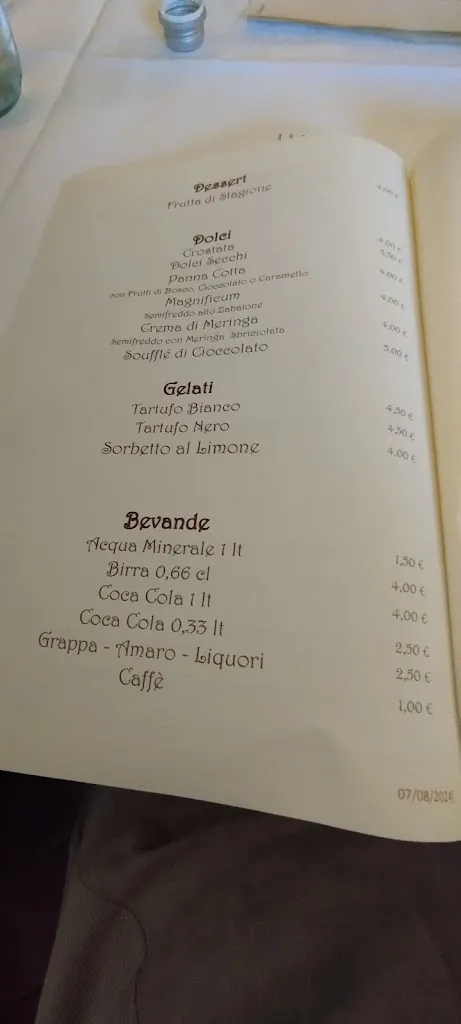 Dessert
Frutta di Stagione 4,00 €
Dolci
Crostata 4,00 €
Dolci Secchi 5,50 €
Panna Cotta 4,00 €
con Frutti di Bosco, Cioccolato o Caramello
Magnificum 4,00 €
Semifreddo allo Zabaione
Crema di Meringa 4,00 €
Semifreddo con Meringa Sbriciolata
Soufflé di Cioccolato 5,00 €
Gelati
Tartufo Bianco 4,50 €
Tartufo Nero 4,50 €
Sorbetto al Limone 4,00 €
Bevande
Acqua Minerale 1 lt 1,50 €
Birra 0,66 cl 4,00 €
Coca Cola 1 lt 4,00 €
Coca Cola 0,33 lt 2,50 €
Grappa - Amaro - Liquori 2,50 €
Caffè 1,00 €
07/08/2024